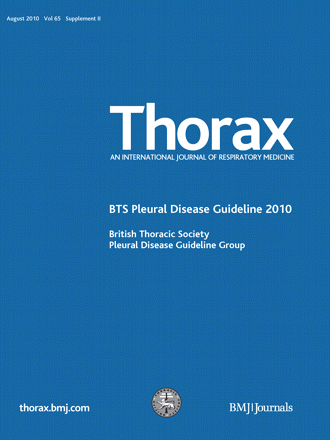 August 2010 Vol 65 Supplement II
Thorax
AN INTERNATIONAL JOURNAL OF RESPIRATORY MEDICINE
BTS Pleural Disease Guideline 2010
British Thoracic Society
Pleural Disease Guideline Group
thorax.bmj.com
BMJ|Journals